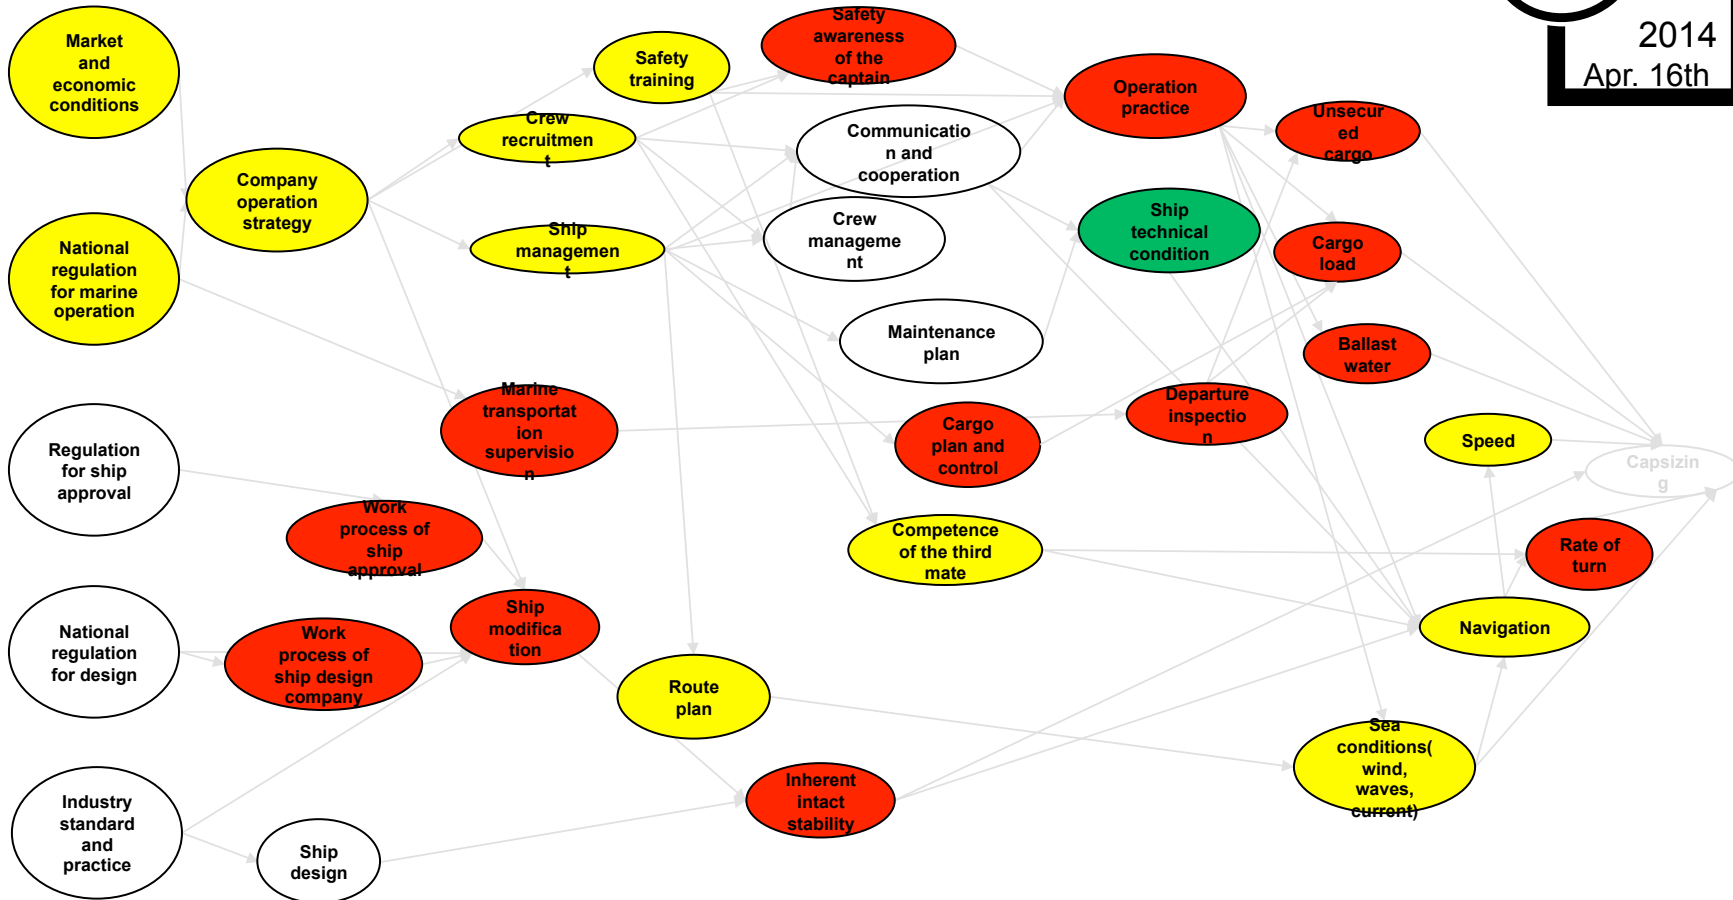 Market
and
economic
conditions
National
regulation
for marine
operation
Regulation
for ship
approval
National
regulation
for design
Industry
standard
and
practice
Company
operation
strategy
Work
process of
ship
approval
Work
process of
ship design
company
Ship
design
Safety
training
Crew
recruitmen
t
Ship
managemen
t
Marine
transportat
ion
supervisio
n
Ship
modifica
tion
Route
plan
Safety
awareness
of the
captain
Communicatio
n and
cooperation
Crew
manageme
nt
Maintenance
plan
Cargo
plan and
control
Competence
of the third
mate
Inherent
intact
stability
Operation
practice
Ship
technical
condition
Departure
inspectio
n
Unsecur
ed
cargo
Cargo
load
Ballast
water
Speed
Capsizin
g
Rate of
turn
Navigation
Sea
conditions(
wind,
waves,
current)
2014
Apr. 16th